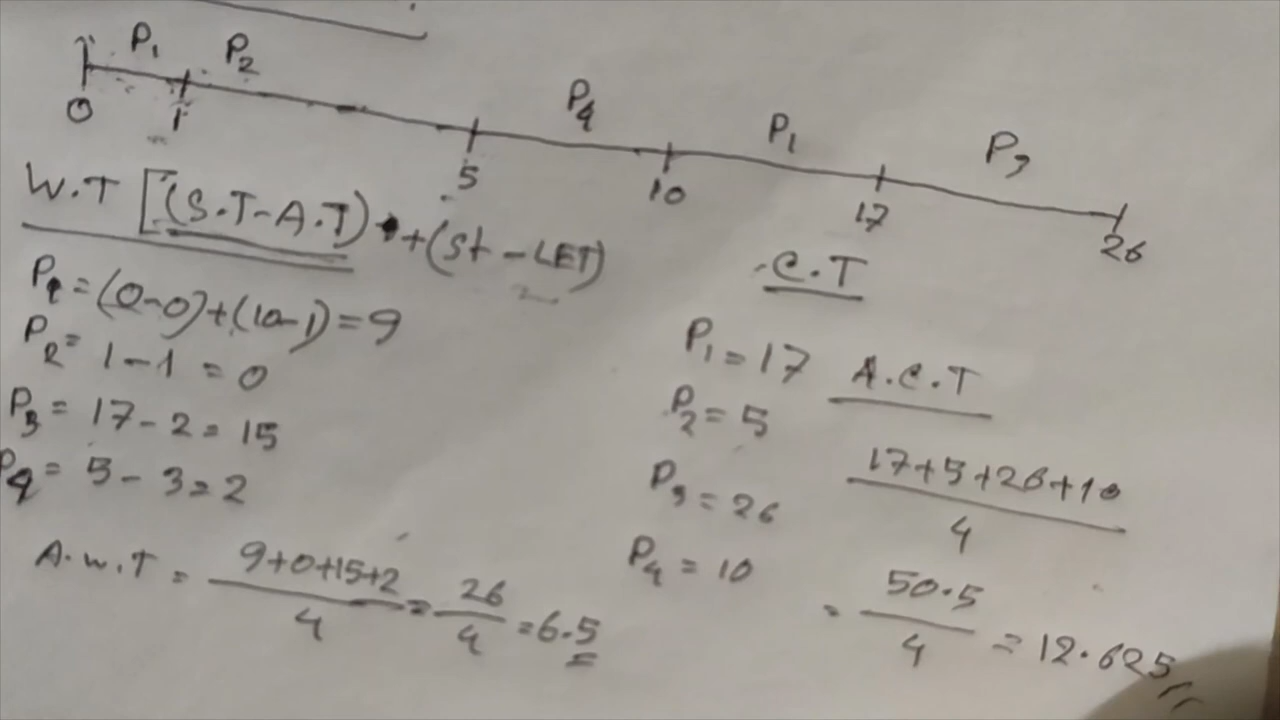 P1 P2 P4 P1 P3
0 1 5 10 17 26
W.T [(S.T-A.T) + (St - LET)
P1 = (0-0)+(10-1) = 9
P2 = 1-1 = 0
P3 = 17-2 = 15
P4 = 5-3 = 2
A.W.T = 9+0+15+2 / 4 = 26 / 4 = 6.5
C.T
P1 = 17
P2 = 5
P3 = 26
P4 = 10
A.C.T
17+5+26+10
4
= 50.5 / 4 = 12.625